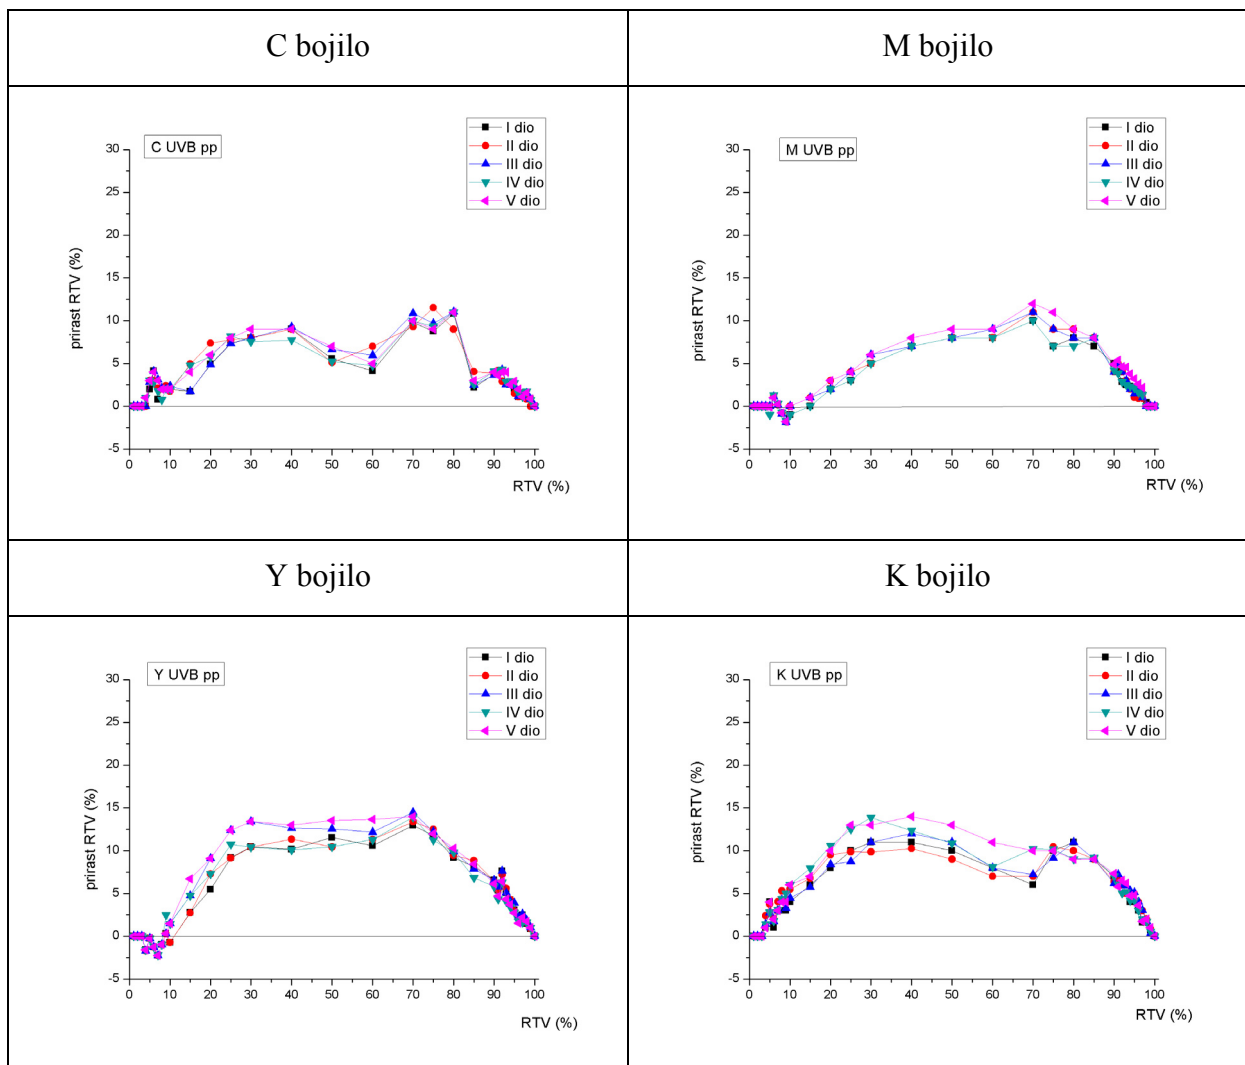 C bojilo
M bojilo
C UVB pp
I dio
II dio
III dio
IV dio
V dio
prirast RTV (%)
30
25
20
15
10
5
0
-5
0 10 20 30 40 50 60 70 80 90 100
RTV (%)
M UVB pp
I dio
II dio
III dio
IV dio
V dio
prirast RTV (%)
30
25
20
15
10
5
0
-5
0 10 20 30 40 50 60 70 80 90 100
RTV (%)
Y bojilo
K bojilo
Y UVB pp
I dio
II dio
III dio
IV dio
V dio
prirast RTV (%)
30
25
20
15
10
5
0
-5
0 10 20 30 40 50 60 70 80 90 100
RTV (%)
K UVB pp
I dio
II dio
III dio
IV dio
V dio
prirast RTV (%)
30
25
20
15
10
5
0
-5
0 10 20 30 40 50 60 70 80 90 100
RTV (%)